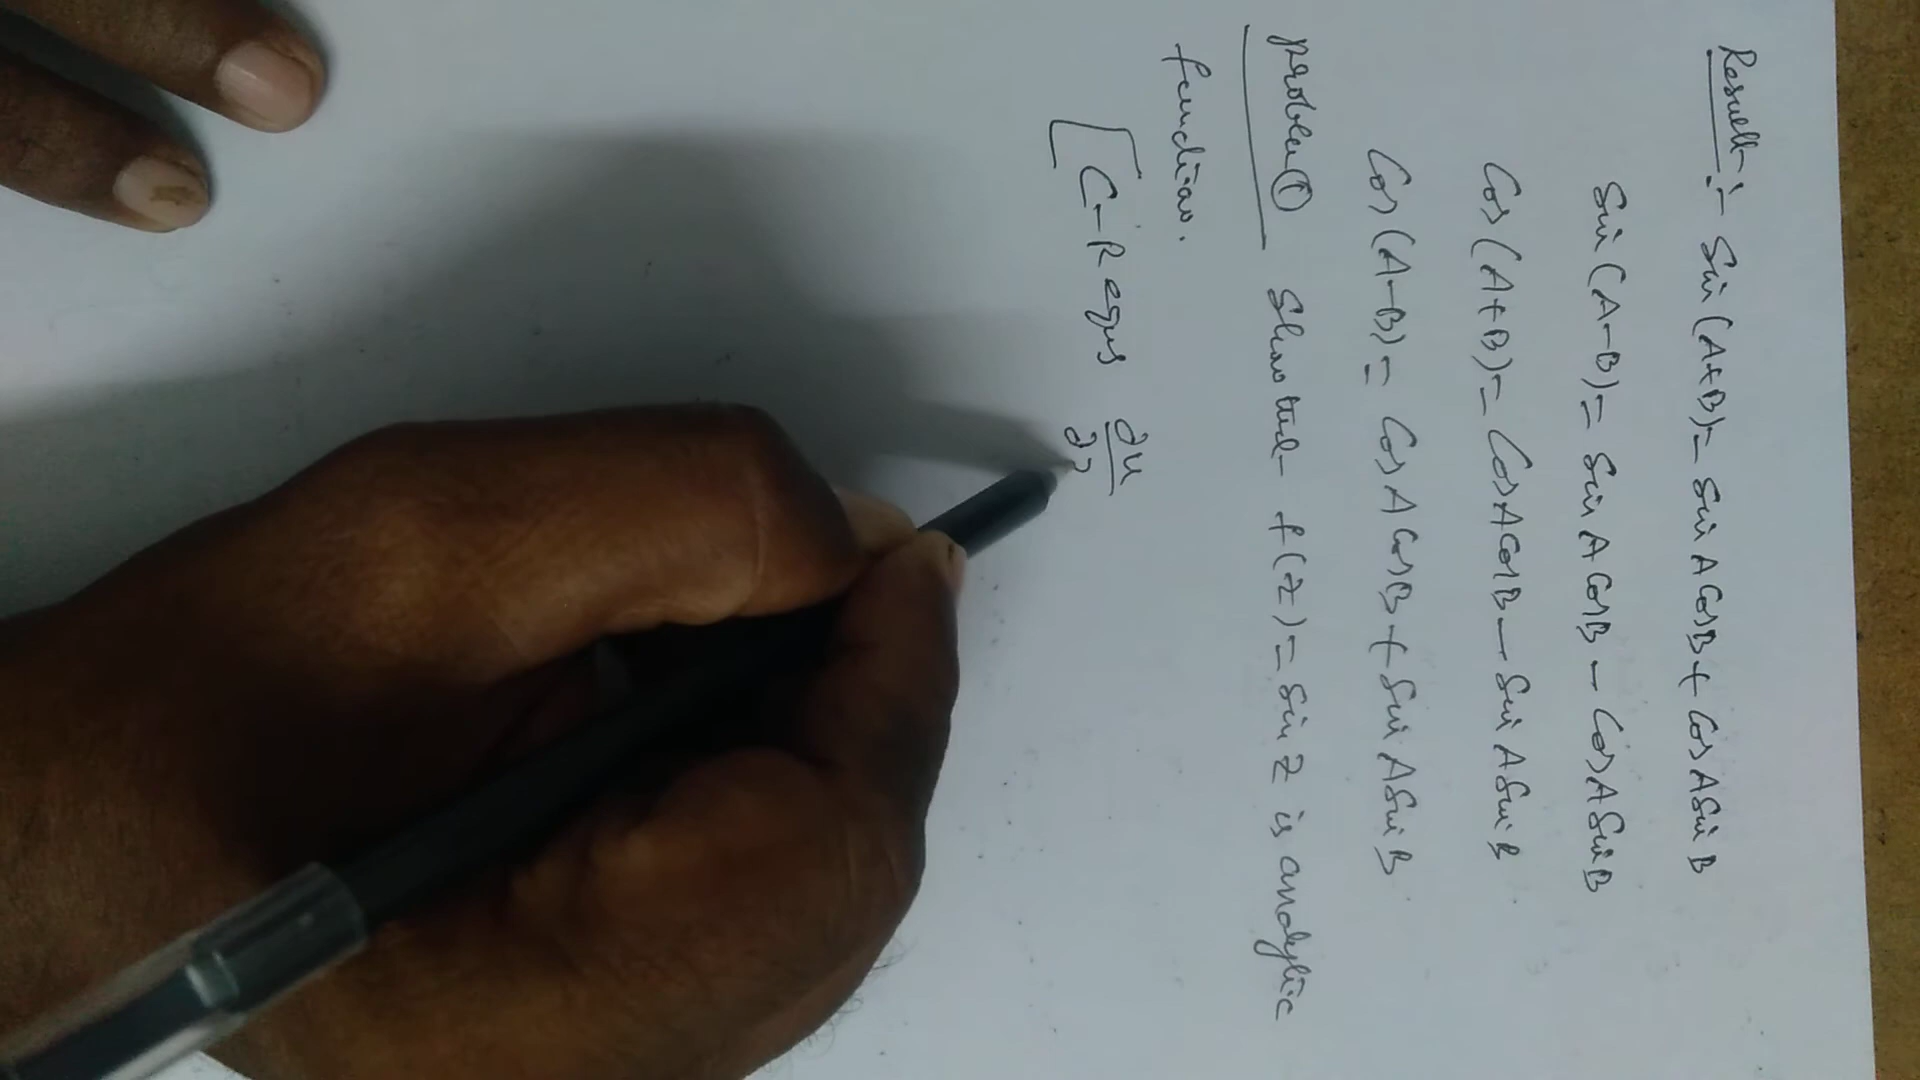 Result :- Sin (A+B) = Sin A Cos B + Cos A Sin B
Sin (A-B) = Sin A Cos B - Cos A Sin B
Cos (A+B) = Cos A Cos B - Sin A Sin B
Cos (A-B) = Cos A Cos B + Sin A Sin B
Problem ① Show that f(z) = Sin z is analytic
function.
[ C-R eqns ∂u/∂